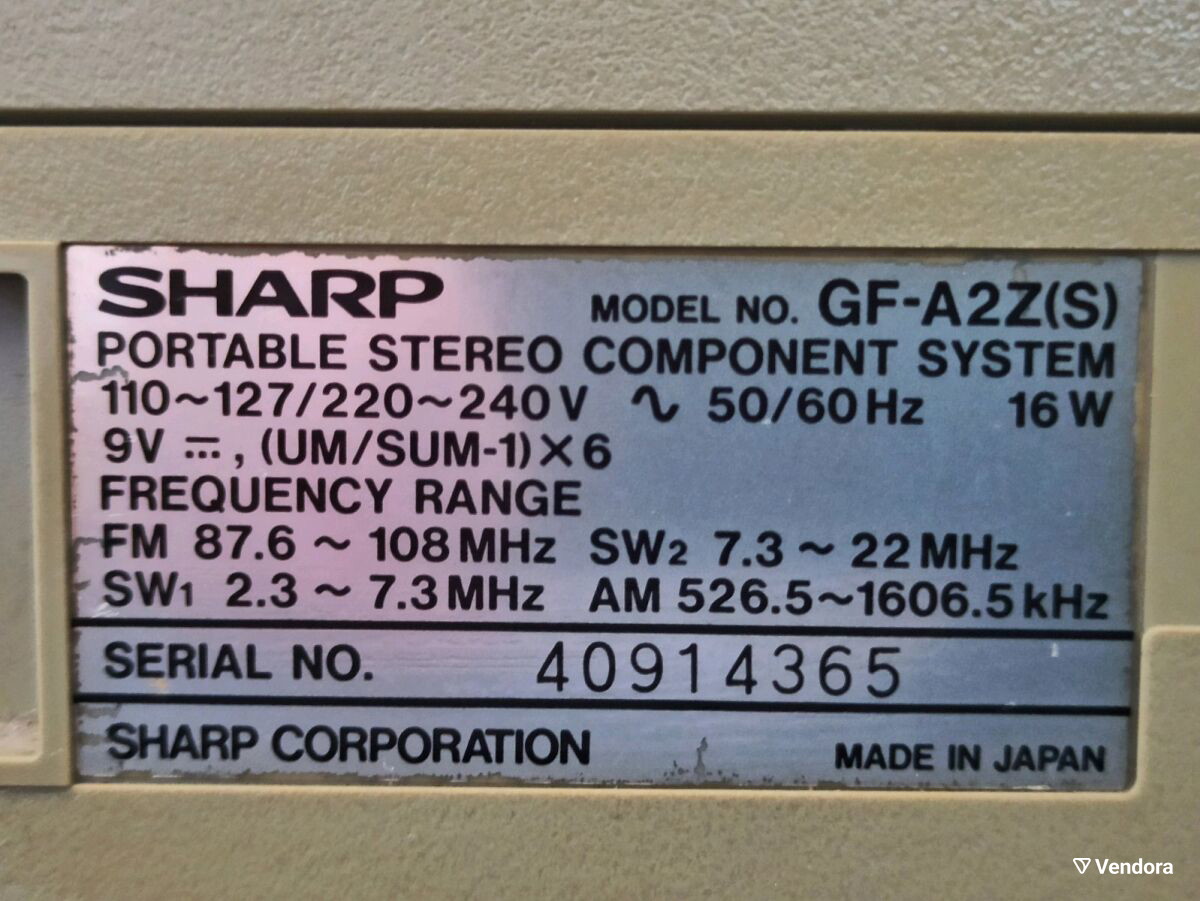 SHARP MODEL NO. GF-A2Z(S)
PORTABLE STEREO COMPONENT SYSTEM
110~127/220~240V ∿ 50/60Hz 16W
9V ⎓, (UM/SUM-1)×6
FREQUENCY RANGE
FM 87.6 ~ 108MHz SW2 7.3 ~ 22MHz
SW1 2.3 ~ 7.3MHz AM 526.5~1606.5kHz
SERIAL NO. 40914365
SHARP CORPORATION MADE IN JAPAN
Vendora